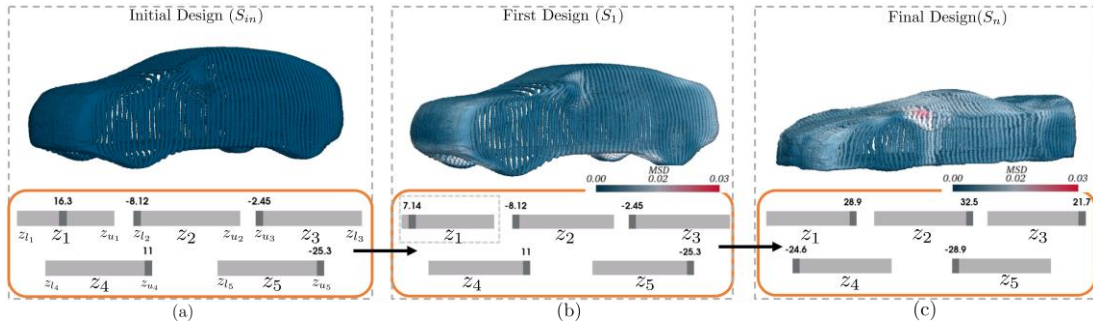 Initial Design (S_in)
First Design (S_1)
Final Design(S_n)
MSD
0.00 0.02 0.03
MSD
0.00 0.02 0.03
16.3 -8.12 -2.45
z_l1 z_1 z_u1 z_l2 z_2 z_u2 z_u3 z_3 z_l3
11 -25.3
z_l4 z_4 z_u4 z_l5 z_5 z_u5
7.14 -8.12 -2.45
z_1 z_2 z_3
11 -25.3
z_4 z_5
28.9 32.5 21.7
z_1 z_2 z_3
-24.6 -28.9
z_4 z_5
(a)
(b)
(c)